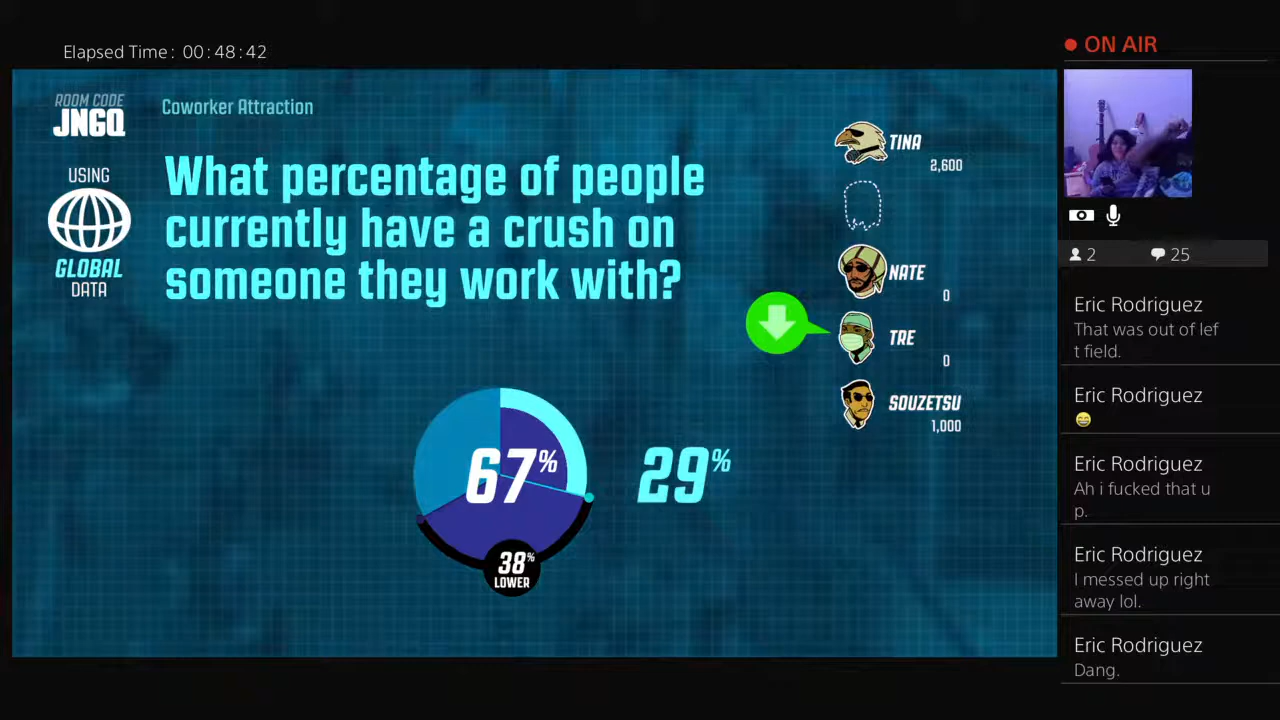 Elapsed Time: 00:48:42
ON AIR
ROOM CODE
JNGQ
Coworker Attraction
USING
GLOBAL
DATA
What percentage of people
currently have a crush on
someone they work with?
67%
29%
38%
LOWER
TINA
2,600
NATE
0
TRE
0
SOUZETSU
1,000
2
25
Eric Rodriguez
That was out of lef
t field.
Eric Rodriguez
😄
Eric Rodriguez
Ah i fucked that u
p.
Eric Rodriguez
I messed up right
away lol.
Eric Rodriguez
Dang.